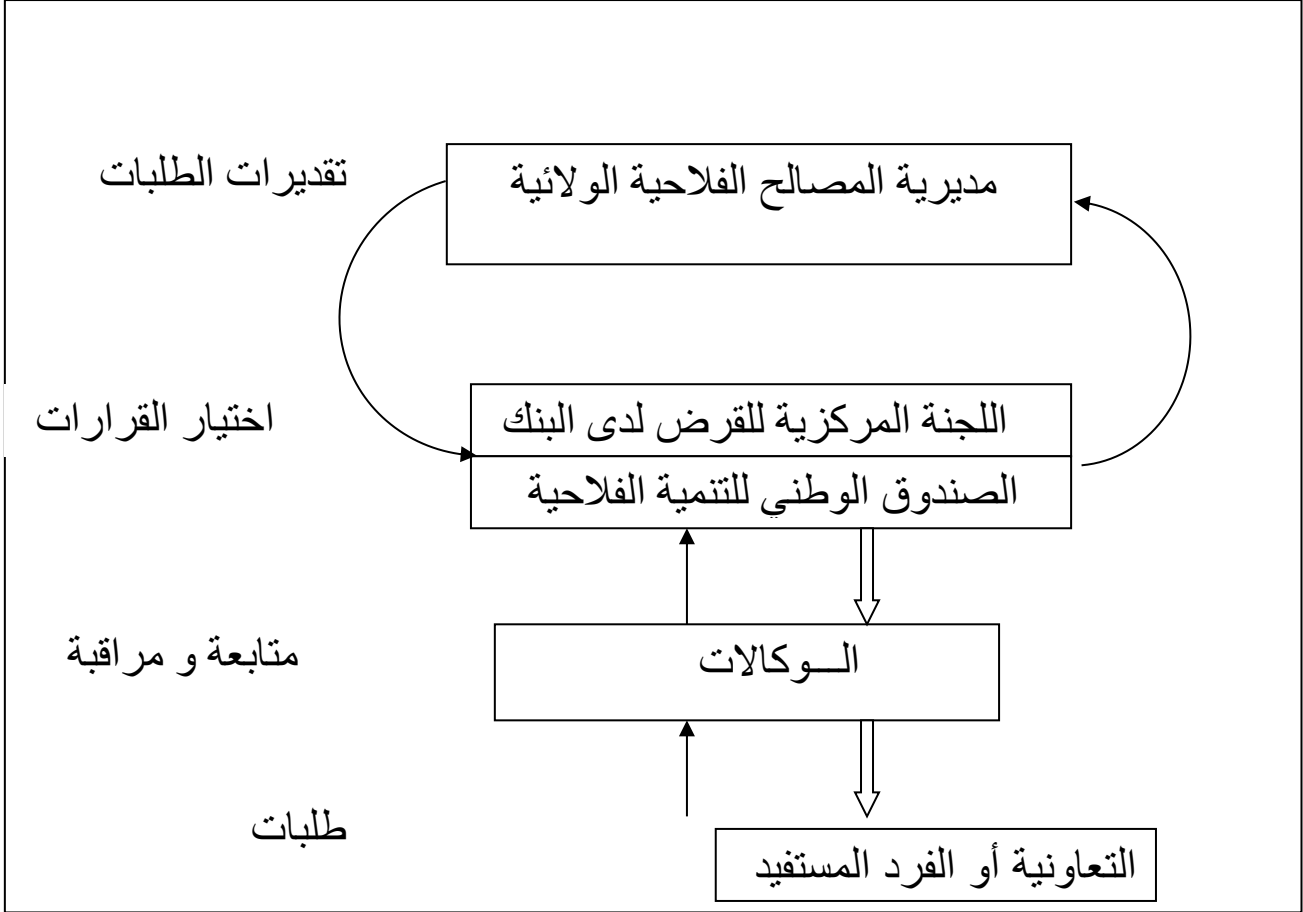 مديرية المصالح الفلاحية الولائية
تقديرات الطلبات
اللجنة المركزية للقرض لدى البنك
اختيار القرارات
الصندوق الوطني للتنمية الفلاحية
الـــوكالات
متابعة و مراقبة
طلبات
التعاونية أو الفرد المستفيد